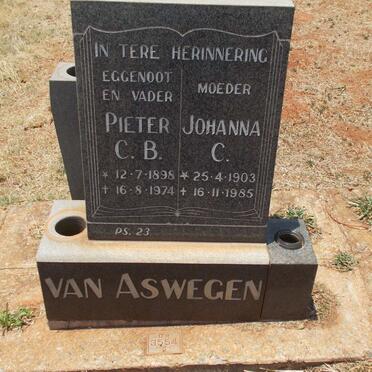 IN TERE HERINNERING
EGGENOOT
EN VADER
PIETER
C. B.
* 12-7-1898
✝ 16-8-1974
MOEDER
JOHANNA
C.
* 25-4-1903
✝ 16-11-1985
PS. 23
VAN ASWEGEN
3554